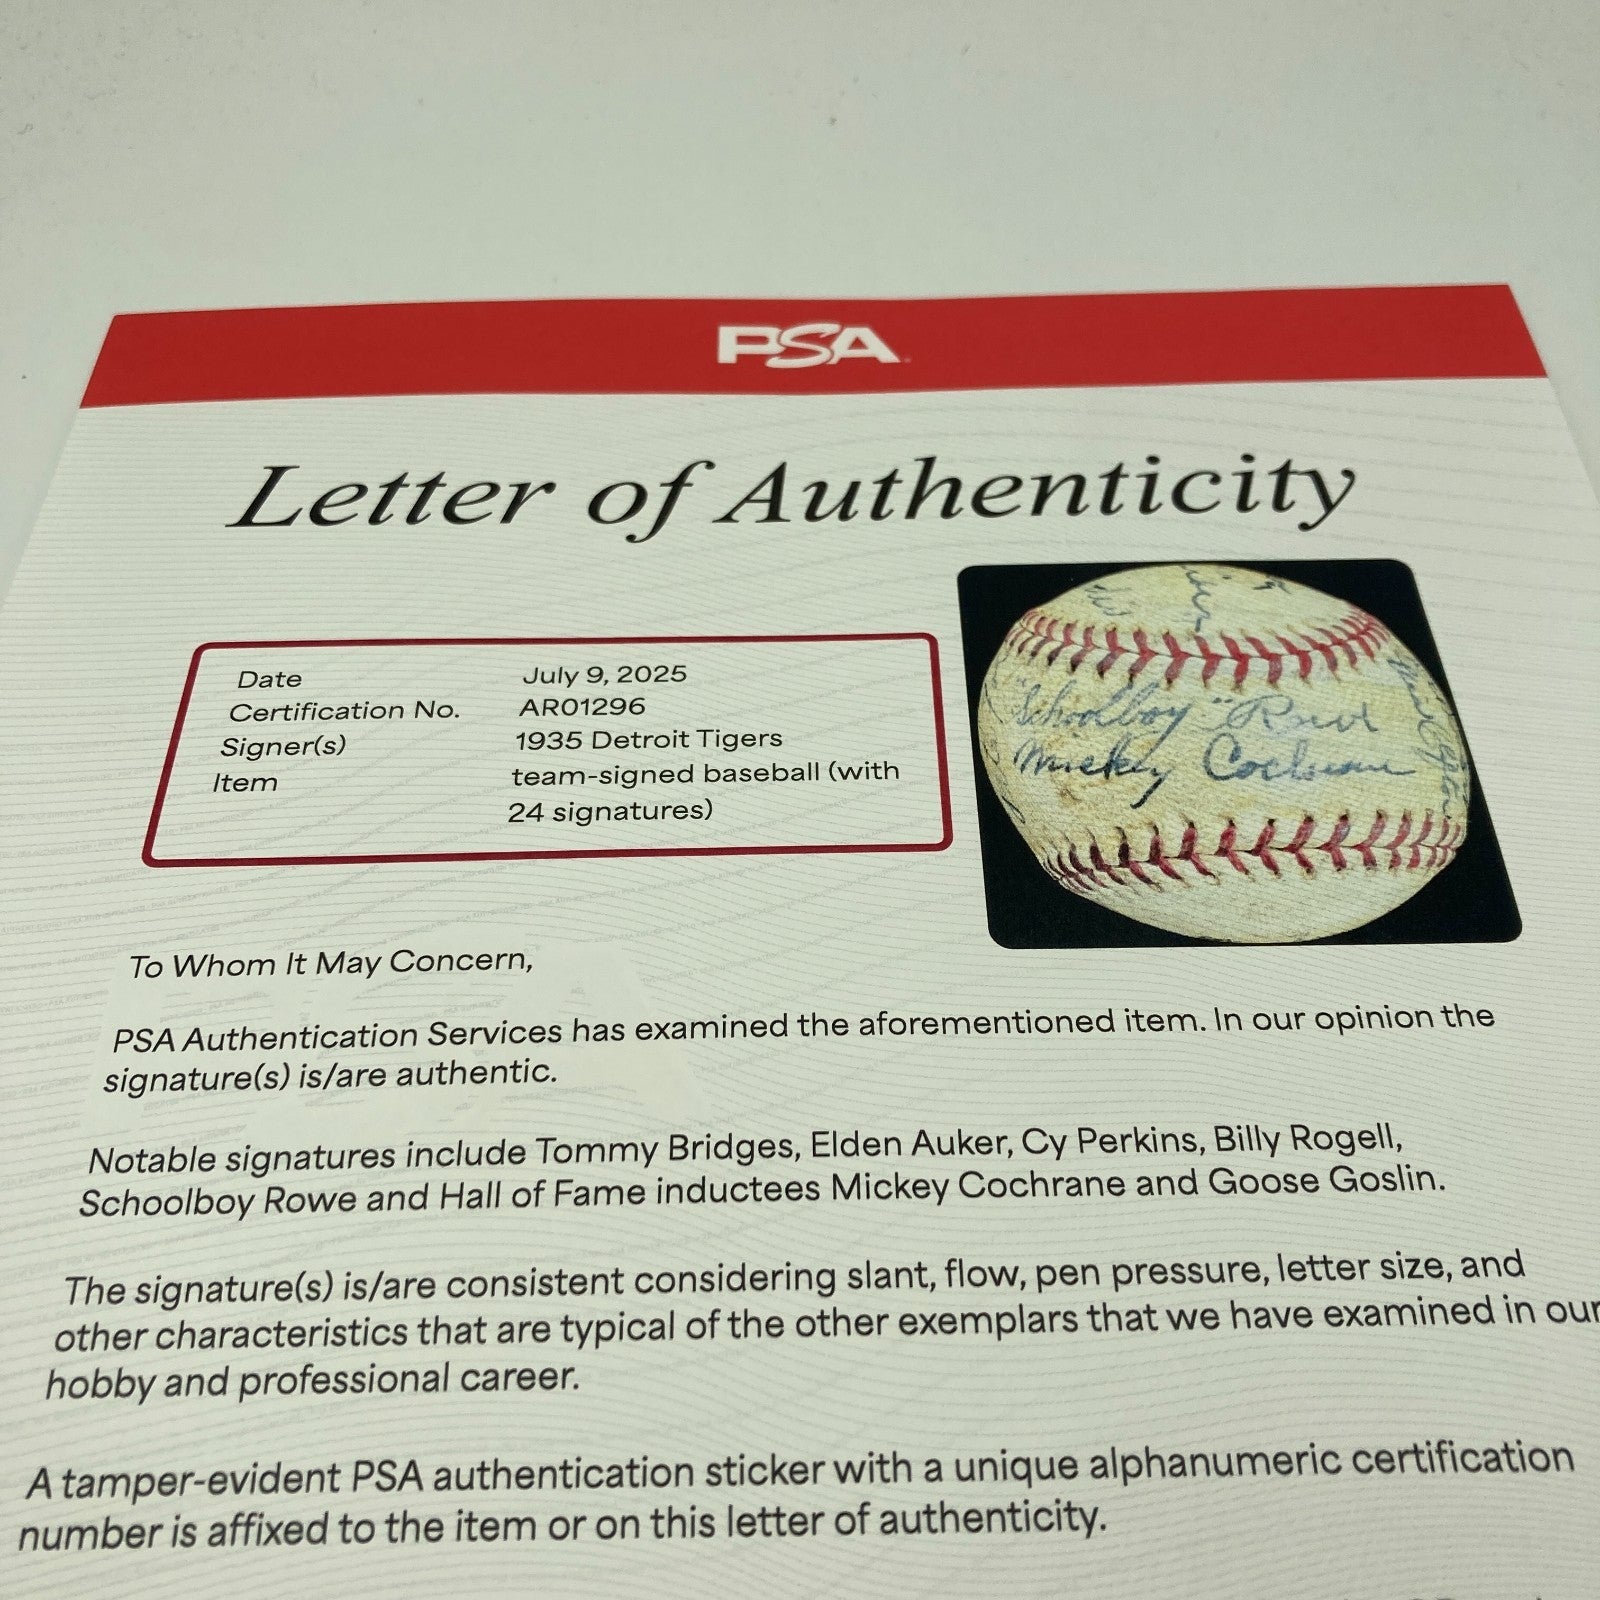 PSA
Letter of Authenticity
Date July 9, 2025
Certification No. AR01296
Signer(s) 1935 Detroit Tigers
Item team-signed baseball (with
24 signatures)
"Schoolboy" Rowe
Mickey Cochrane
To Whom It May Concern,
PSA Authentication Services has examined the aforementioned item. In our opinion the
signature(s) is/are authentic.
Notable signatures include Tommy Bridges, Elden Auker, Cy Perkins, Billy Rogell,
Schoolboy Rowe and Hall of Fame inductees Mickey Cochrane and Goose Goslin.
The signature(s) is/are consistent considering slant, flow, pen pressure, letter size, and
other characteristics that are typical of the other exemplars that we have examined in our
hobby and professional career.
A tamper-evident PSA authentication sticker with a unique alphanumeric certification
number is affixed to the item or on this letter of authenticity.